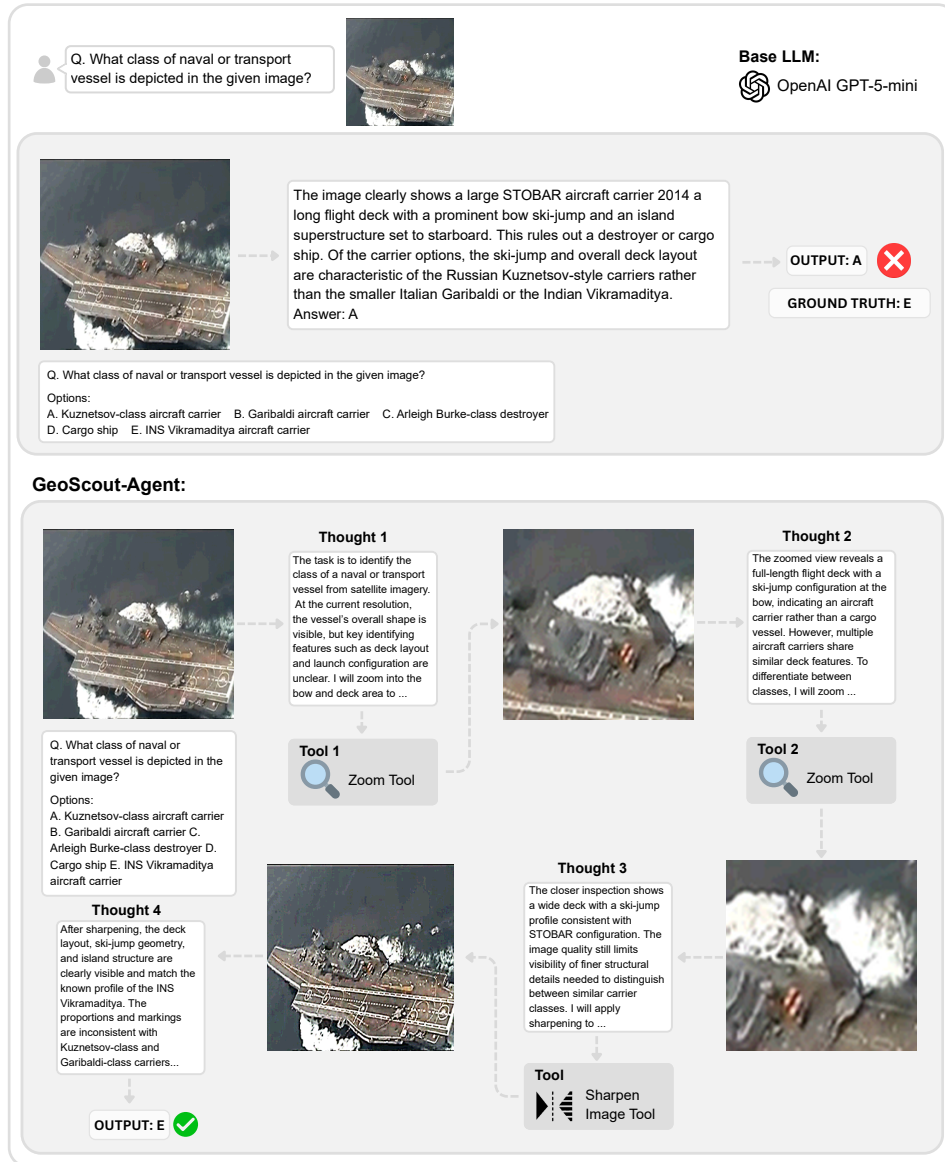 Q. What class of naval or transport
vessel is depicted in the given image?
Base LLM:
OpenAI GPT-5-mini
The image clearly shows a large STOBAR aircraft carrier 2014 a
long flight deck with a prominent bow ski-jump and an island
superstructure set to starboard. This rules out a destroyer or cargo
ship. Of the carrier options, the ski-jump and overall deck layout
are characteristic of the Russian Kuznetsov-style carriers rather
than the smaller Italian Garibaldi or the Indian Vikramaditya.
Answer: A
OUTPUT: A
GROUND TRUTH: E
Q. What class of naval or transport vessel is depicted in the given image?
Options:
A. Kuznetsov-class aircraft carrier B. Garibaldi aircraft carrier C. Arleigh Burke-class destroyer
D. Cargo ship E. INS Vikramaditya aircraft carrier
GeoScout-Agent:
Thought 1
The task is to identify the
class of a naval or transport
vessel from satellite imagery.
At the current resolution,
the vessel's overall shape is
visible, but key identifying
features such as deck layout
and launch configuration are
unclear. I will zoom into the
bow and deck area to ...
Tool 1
Zoom Tool
Thought 2
The zoomed view reveals a
full-length flight deck with a
ski-jump configuration at the
bow, indicating an aircraft
carrier rather than a cargo
vessel. However, multiple
aircraft carriers share
similar deck features. To
differentiate between
classes, I will zoom ...
Tool 2
Zoom Tool
Q. What class of naval or
transport vessel is depicted in the
given image?
Options:
A. Kuznetsov-class aircraft carrier
B. Garibaldi aircraft carrier C.
Arleigh Burke-class destroyer D.
Cargo ship E. INS Vikramaditya
aircraft carrier
Thought 3
The closer inspection shows
a wide deck with a ski-jump
profile consistent with
STOBAR configuration. The
image quality still limits
visibility of finer structural
details needed to distinguish
between similar carrier
classes. I will apply
sharpening to ...
Tool
Sharpen
Image Tool
Thought 4
After sharpening, the deck
layout, ski-jump geometry,
and island structure are
clearly visible and match the
known profile of the INS
Vikramaditya. The
proportions and markings
are inconsistent with
Kuznetsov-class and
Garibaldi-class carriers...
OUTPUT: E